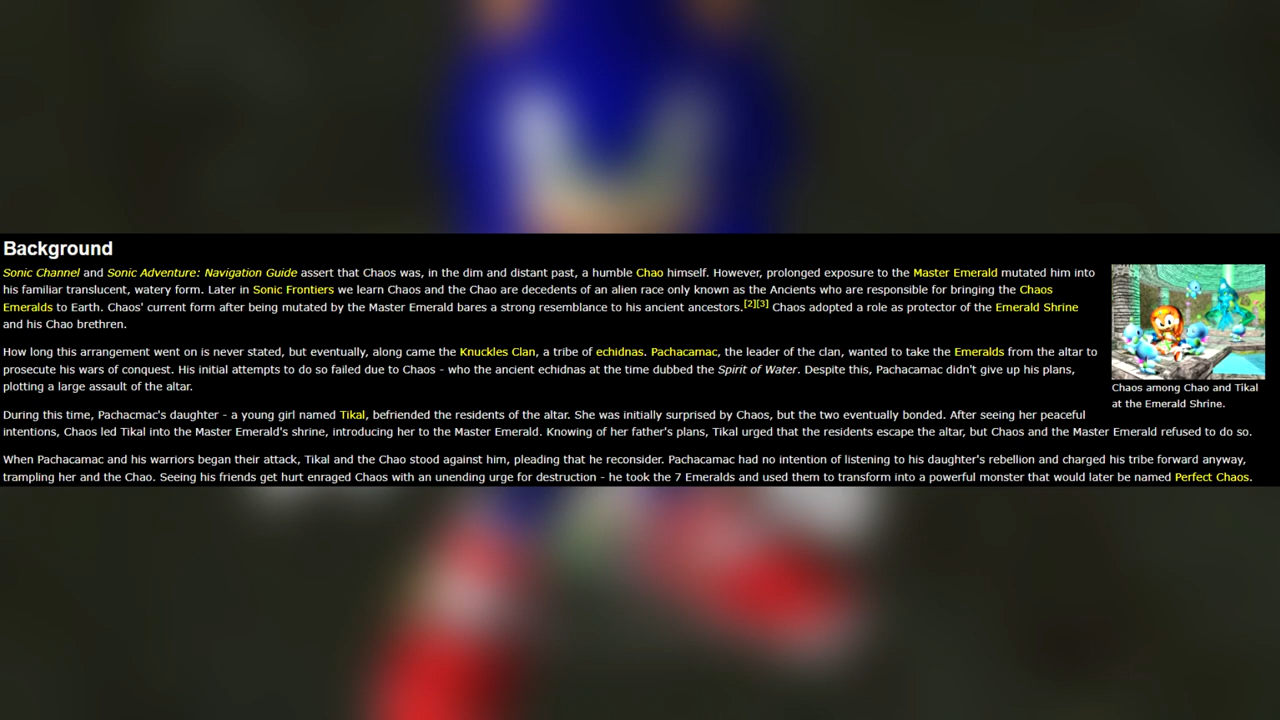 Background
Sonic Channel and Sonic Adventure: Navigation Guide assert that Chaos was, in the dim and distant past, a humble Chao himself. However, prolonged exposure to the Master Emerald mutated him into
his familiar translucent, watery form. Later in Sonic Frontiers we learn Chaos and the Chao are decedents of an alien race only known as the Ancients who are responsible for bringing the Chaos
Emeralds to Earth. Chaos' current form after being mutated by the Master Emerald bares a strong resemblance to his ancient ancestors.[2][3] Chaos adopted a role as protector of the Emerald Shrine
and his Chao brethren.
How long this arrangement went on is never stated, but eventually, along came the Knuckles Clan, a tribe of echidnas. Pachacamac, the leader of the clan, wanted to take the Emeralds from the altar to
prosecute his wars of conquest. His initial attempts to do so failed due to Chaos - who the ancient echidnas at the time dubbed the Spirit of Water. Despite this, Pachacamac didn't give up his plans,
plotting a large assault of the altar.
Chaos among Chao and Tikal
at the Emerald Shrine.
During this time, Pachacmac's daughter - a young girl named Tikal, befriended the residents of the altar. She was initially surprised by Chaos, but the two eventually bonded. After seeing her peaceful
intentions, Chaos led Tikal into the Master Emerald's shrine, introducing her to the Master Emerald. Knowing of her father's plans, Tikal urged that the residents escape the altar, but Chaos and the Master Emerald refused to do so.
When Pachacamac and his warriors began their attack, Tikal and the Chao stood against him, pleading that he reconsider. Pachacamac had no intention of listening to his daughter's rebellion and charged his tribe forward anyway,
trampling her and the Chao. Seeing his friends get hurt enraged Chaos with an unending urge for destruction - he took the 7 Emeralds and used them to transform into a powerful monster that would later be named Perfect Chaos.